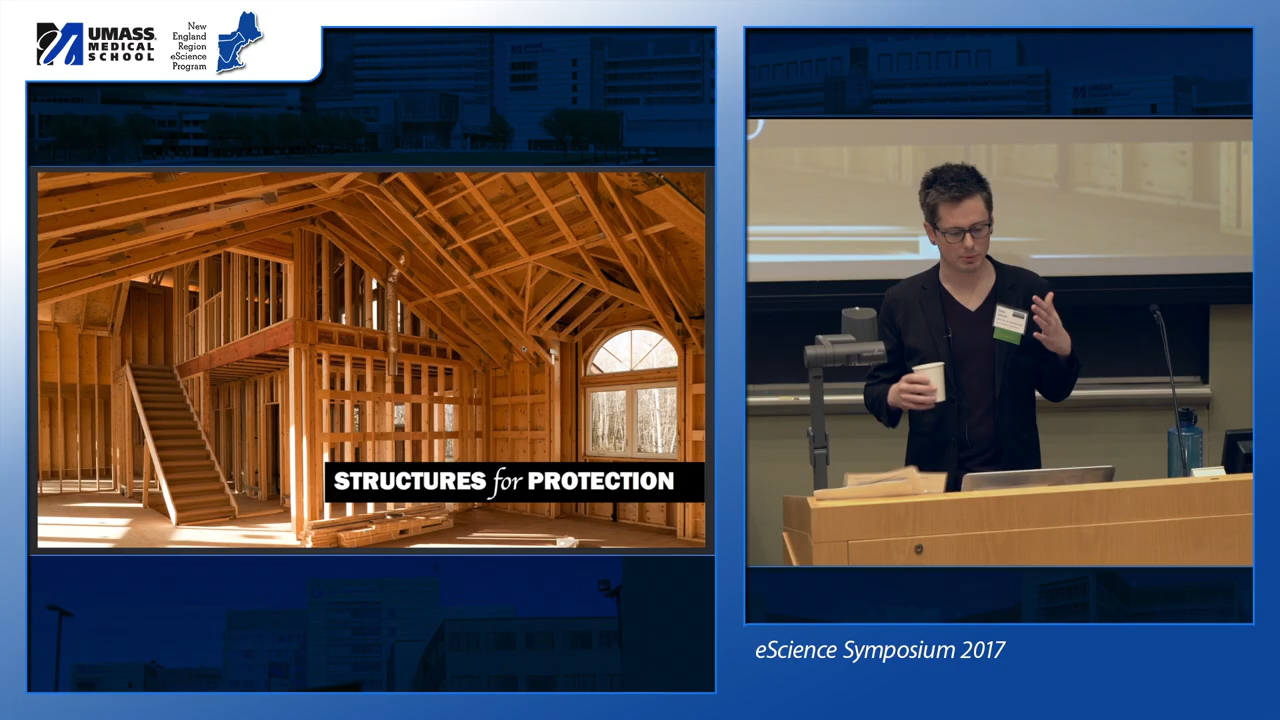 UMASS
MEDICAL
SCHOOL
New
England
Region
eScience
Program
STRUCTURES for PROTECTION
eScience Symposium 2017